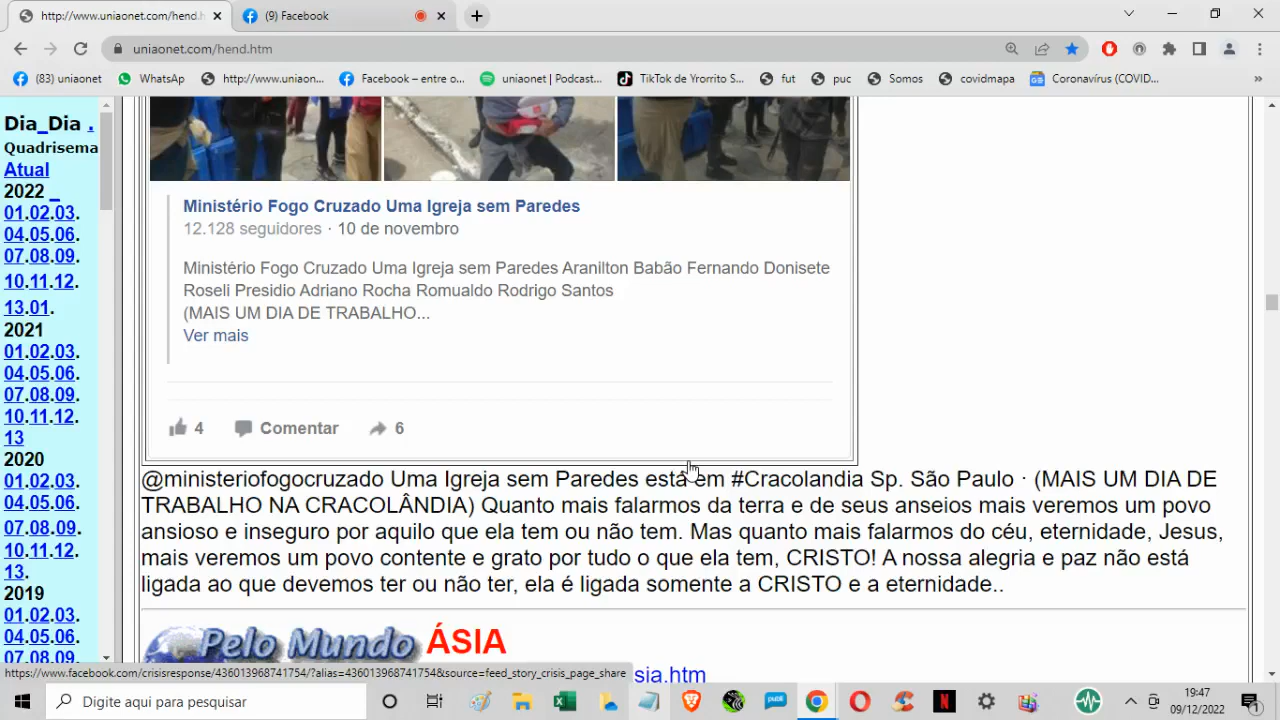 http://www.uniaonet.com/hend.h
(9) Facebook
uniaonet.com/hend.htm
(83) uniaonet
WhatsApp
http://www.union...
Facebook – entre o...
uniaonet | Podcast...
TikTok de Yrorrito S...
fut
puc
Somos
covidmapa
Coronavírus (COVID...
»
Dia_Dia .
Quadrisema
Atual
2022 _
01.02.03.
04.05.06.
07.08.09.
10.11.12.
13.01.
2021
01.02.03.
04.05.06.
07.08.09.
10.11.12.
13
2020
01.02.03.
04.05.06.
07.08.09.
10.11.12.
13.
2019
01.02.03.
04.05.06.
07.08.09.
Ministério Fogo Cruzado Uma Igreja sem Paredes
12.128 seguidores · 10 de novembro
Ministério Fogo Cruzado Uma Igreja sem Paredes Aranilton Babão Fernando Donisete
Roseli Presidio Adriano Rocha Romualdo Rodrigo Santos
(MAIS UM DIA DE TRABALHO...
Ver mais
4 Comentar 6
@ministeriofogocruzado Uma Igreja sem Paredes está em #Cracolandia Sp. São Paulo · (MAIS UM DIA DE
TRABALHO NA CRACOLÂNDIA) Quanto mais falarmos da terra e de seus anseios mais veremos um povo
ansioso e inseguro por aquilo que ela tem ou não tem. Mas quanto mais falarmos do céu, eternidade, Jesus,
mais veremos um povo contente e grato por tudo o que ela tem, CRISTO! A nossa alegria e paz não está
ligada ao que devemos ter ou não ter, ela é ligada somente a CRISTO e a eternidade..
Pelo Mundo ÁSIA
sia.htm
https://www.facebook.com/crisisresponse/436013968741754/?alias=436013968741754&source=feed_story_crisis_page_share
Digite aqui para pesquisar
19:47
09/12/2022